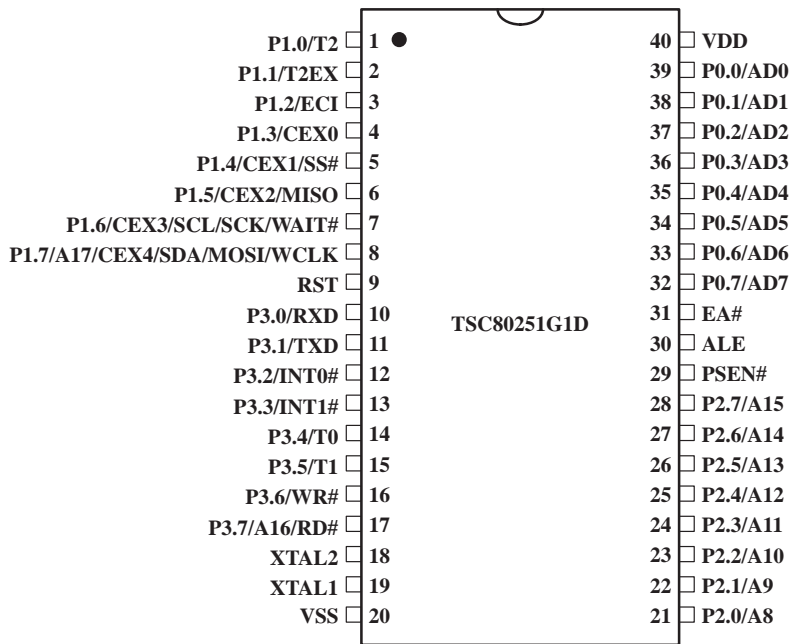 P1.0/T2 1 40 VDD
P1.1/T2EX 2 39 P0.0/AD0
P1.2/ECI 3 38 P0.1/AD1
P1.3/CEX0 4 37 P0.2/AD2
P1.4/CEX1/SS# 5 36 P0.3/AD3
P1.5/CEX2/MISO 6 35 P0.4/AD4
P1.6/CEX3/SCL/SCK/WAIT# 7 34 P0.5/AD5
P1.7/A17/CEX4/SDA/MOSI/WCLK 8 33 P0.6/AD6
RST 9 32 P0.7/AD7
P3.0/RXD 10 31 EA#
TSC80251G1D
P3.1/TXD 11 30 ALE
P3.2/INT0# 12 29 PSEN#
P3.3/INT1# 13 28 P2.7/A15
P3.4/T0 14 27 P2.6/A14
P3.5/T1 15 26 P2.5/A13
P3.6/WR# 16 25 P2.4/A12
P3.7/A16/RD# 17 24 P2.3/A11
XTAL2 18 23 P2.2/A10
XTAL1 19 22 P2.1/A9
VSS 20 21 P2.0/A8